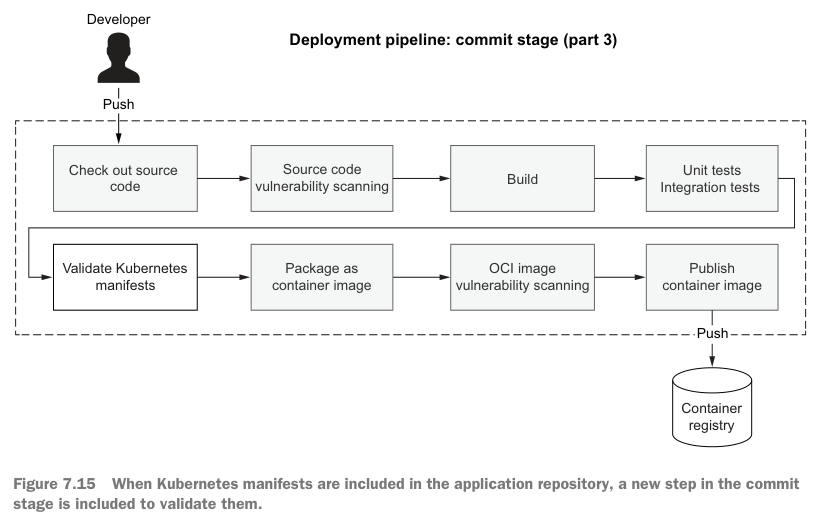 Developer
Deployment pipeline: commit stage (part 3)
Push
Check out source
code
Source code
vulnerability scanning
Build
Unit tests
Integration tests
Validate Kubernetes
manifests
Package as
container image
OCI image
vulnerability scanning
Publish
container image
Push
Container
registry
Figure 7.15 When Kubernetes manifests are included in the application repository, a new step in the commit
stage is included to validate them.